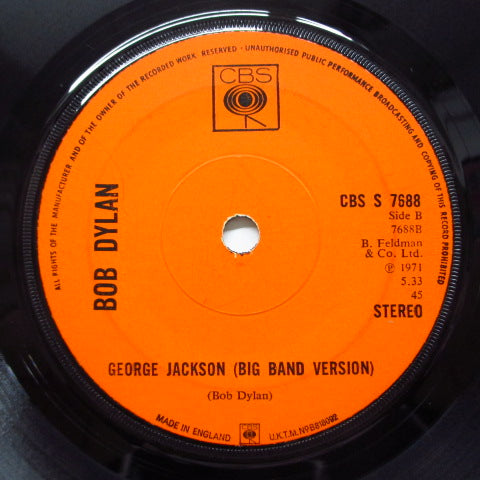 ALL RIGHTS OF THE MANUFACTURER AND OF THE OWNER OF THE RECORDED WORK RESERVED - UNAUTHORISED PUBLIC PERFORMANCE BROADCASTING AND COPYING OF THIS RECORD PROHIBITED
CBS
BOB DYLAN
CBS S 7688
Side B
7688B
B. Feldman
& Co. Ltd.
℗ 1971
5.33
45
STEREO
GEORGE JACKSON (BIG BAND VERSION)
(Bob Dylan)
MADE IN ENGLAND
CBS
U.K.T.M. №B818092